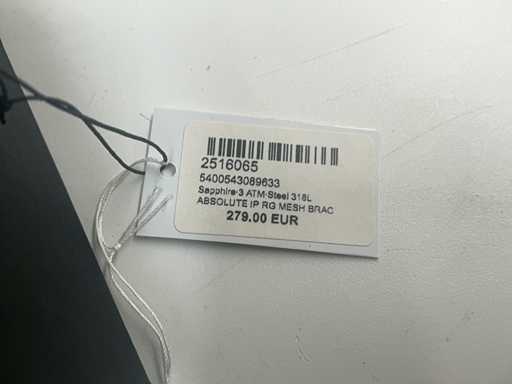 2516065
5400543089633
Sapphire-3 ATM-Steel 316L
ABSOLUTE IP RG MESH BRAC
279.00 EUR